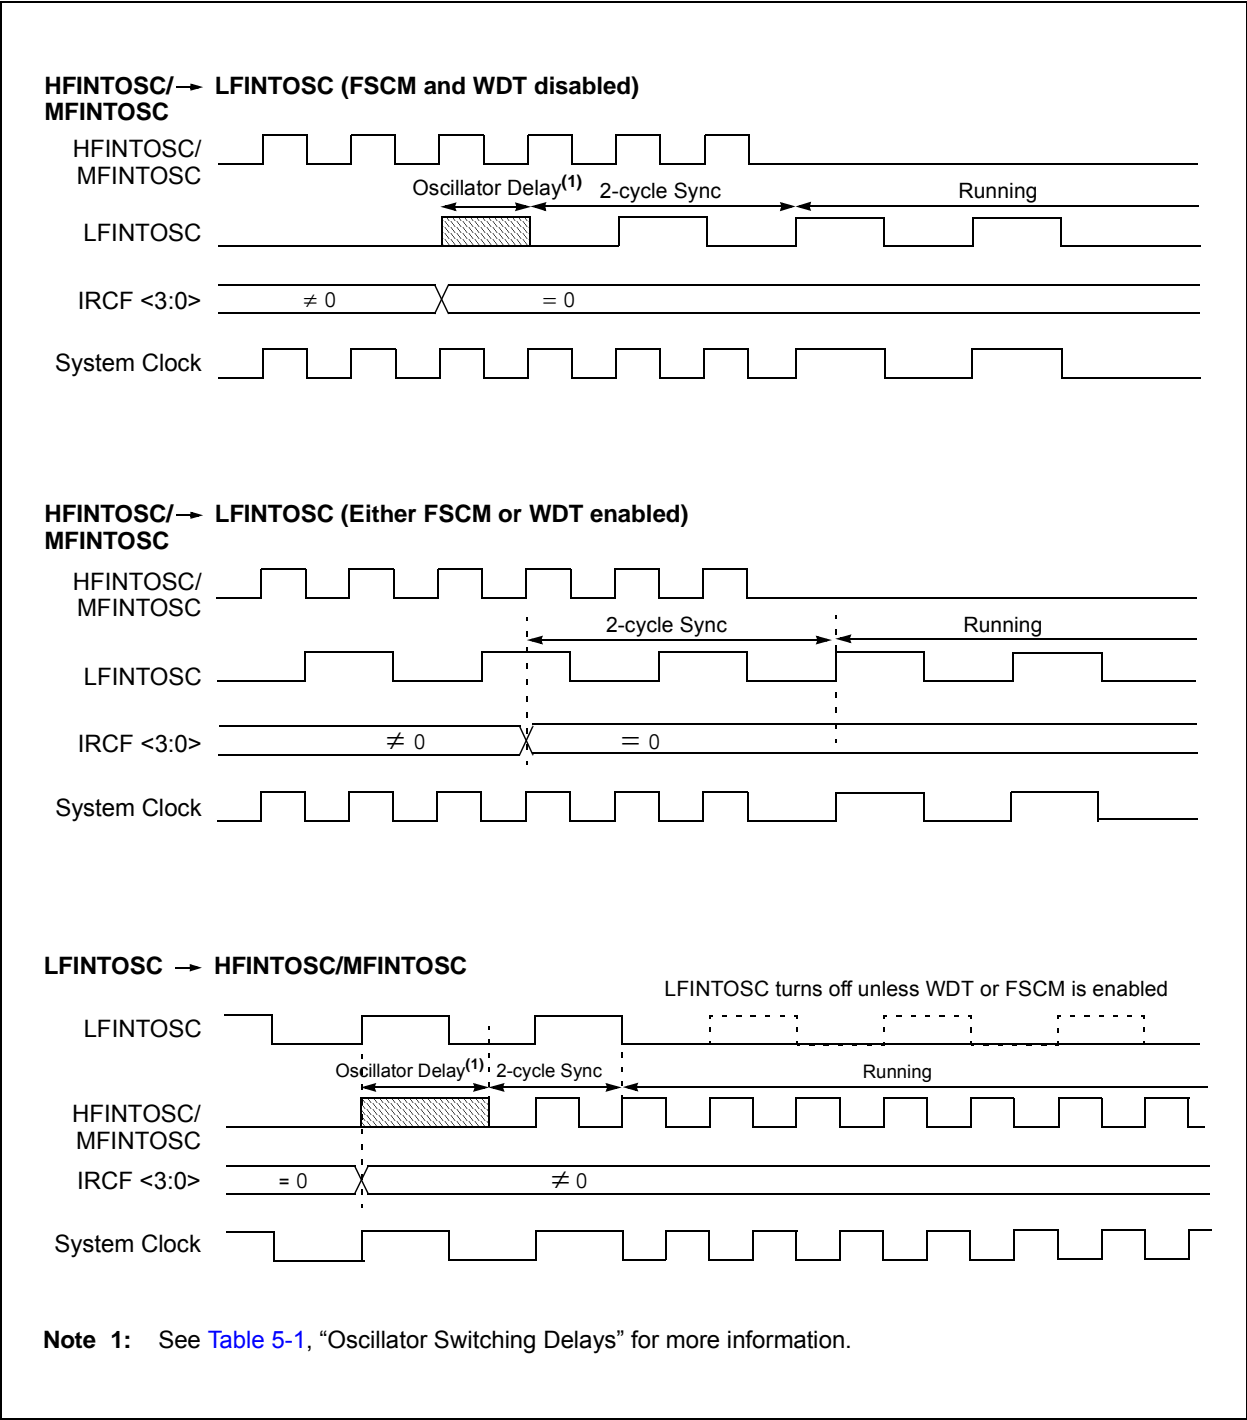 HFINTOSC/→ LFINTOSC (FSCM and WDT disabled)
MFINTOSC
HFINTOSC/
MFINTOSC
Oscillator Delay(1) 2-cycle Sync Running
LFINTOSC
IRCF <3:0> ≠ 0 = 0
System Clock
HFINTOSC/→ LFINTOSC (Either FSCM or WDT enabled)
MFINTOSC
HFINTOSC/
MFINTOSC
2-cycle Sync Running
LFINTOSC
IRCF <3:0> ≠ 0 = 0
System Clock
LFINTOSC → HFINTOSC/MFINTOSC
LFINTOSC turns off unless WDT or FSCM is enabled
LFINTOSC
Oscillator Delay(1) 2-cycle Sync Running
HFINTOSC/
MFINTOSC
IRCF <3:0> = 0 ≠ 0
System Clock
Note 1: See Table 5-1, “Oscillator Switching Delays” for more information.